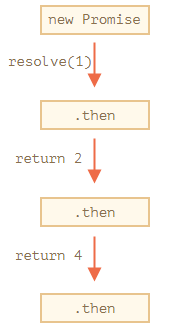 new Promise
resolve(1)
.then
return 2
.then
return 4
.then